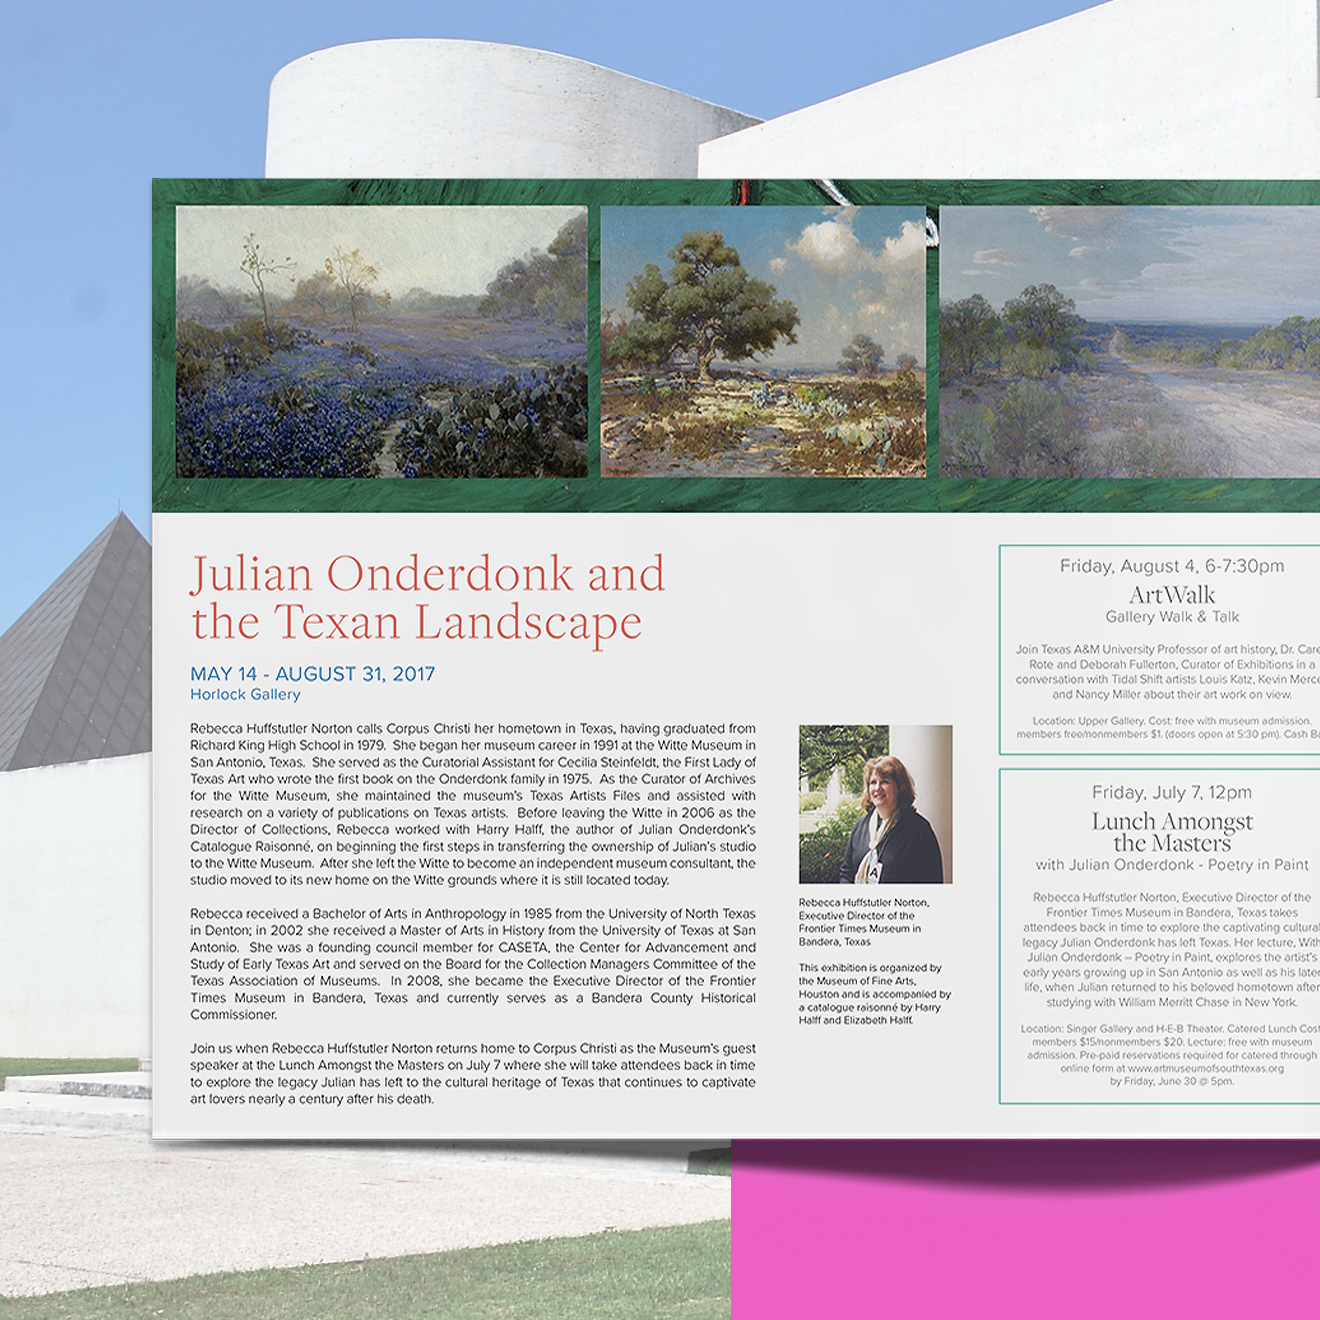 Julian Onderdonk and
the Texan Landscape
MAY 14 - AUGUST 31, 2017
Horlock Gallery
Rebecca Huffstutler Norton calls Corpus Christi her hometown in Texas, having graduated from
Richard King High School in 1979. She began her museum career in 1991 at the Witte Museum in
San Antonio, Texas. She served as the Curatorial Assistant for Cecilia Steinfeldt, the First Lady of
Texas Art who wrote the first book on the Onderdonk family in 1975. As the Curator of Archives
for the Witte Museum, she maintained the museum's Texas Artists Files and assisted with
research on a variety of publications on Texas artists. Before leaving the Witte in 2006 as the
Director of Collections, Rebecca worked with Harry Halff, the author of Julian Onderdonk's
Catalogue Raisonné, on beginning the first steps in transferring the ownership of Julian's studio
to the Witte Museum. After she left the Witte to become an independent museum consultant, the
studio moved to its new home on the Witte grounds where it is still located today.
Rebecca received a Bachelor of Arts in Anthropology in 1985 from the University of North Texas
in Denton; in 2002 she received a Master of Arts in History from the University of Texas at San
Antonio. She was a founding council member for CASETA, the Center for Advancement and
Study of Early Texas Art and served on the Board for the Collection Managers Committee of the
Texas Association of Museums. In 2008, she became the Executive Director of the Frontier
Times Museum in Bandera, Texas and currently serves as a Bandera County Historical
Commissioner.
Join us when Rebecca Huffstutler Norton returns home to Corpus Christi as the Museum's guest
speaker at the Lunch Amongst the Masters on July 7 where she will take attendees back in time
to explore the legacy Julian has left to the cultural heritage of Texas that continues to captivate
art lovers nearly a century after his death.
Rebecca Huffstutler Norton,
Executive Director of the
Frontier Times Museum in
Bandera, Texas
This exhibition is organized by
the Museum of Fine Arts,
Houston and is accompanied by
a catalogue raisonné by Harry
Halff and Elizabeth Halff.
Friday, August 4, 6-7:30pm
ArtWalk
Gallery Walk & Talk
Join Texas A&M University Professor of art history, Dr. Care
Rote and Deborah Fullerton, Curator of Exhibitions in a
conversation with Tidal Shift artists Louis Katz, Kevin Merce
and Nancy Miller about their art work on view.
Location: Upper Gallery. Cost: free with museum admission.
members free/nonmembers $1. (doors open at 5:30 pm). Cash Ba
Friday, July 7, 12pm
Lunch Amongst
the Masters
with Julian Onderdonk - Poetry in Paint
Rebecca Huffstutler Norton, Executive Director of the
Frontier Times Museum in Bandera, Texas takes
attendees back in time to explore the captivating cultural
legacy Julian Onderdonk has left Texas. Her lecture, With
Julian Onderdonk – Poetry in Paint, explores the artist's
early years growing up in San Antonio as well as his later
life, when Julian returned to his beloved hometown after
studying with William Merritt Chase in New York.
Location: Singer Gallery and H-E-B Theater. Catered Lunch Cost
members $15/nonmembers $20. Lecture: free with museum
admission. Pre-paid reservations required for catered through
online form at www.artmuseumofsouthtexas.org
by Friday, June 30 @ 5pm.